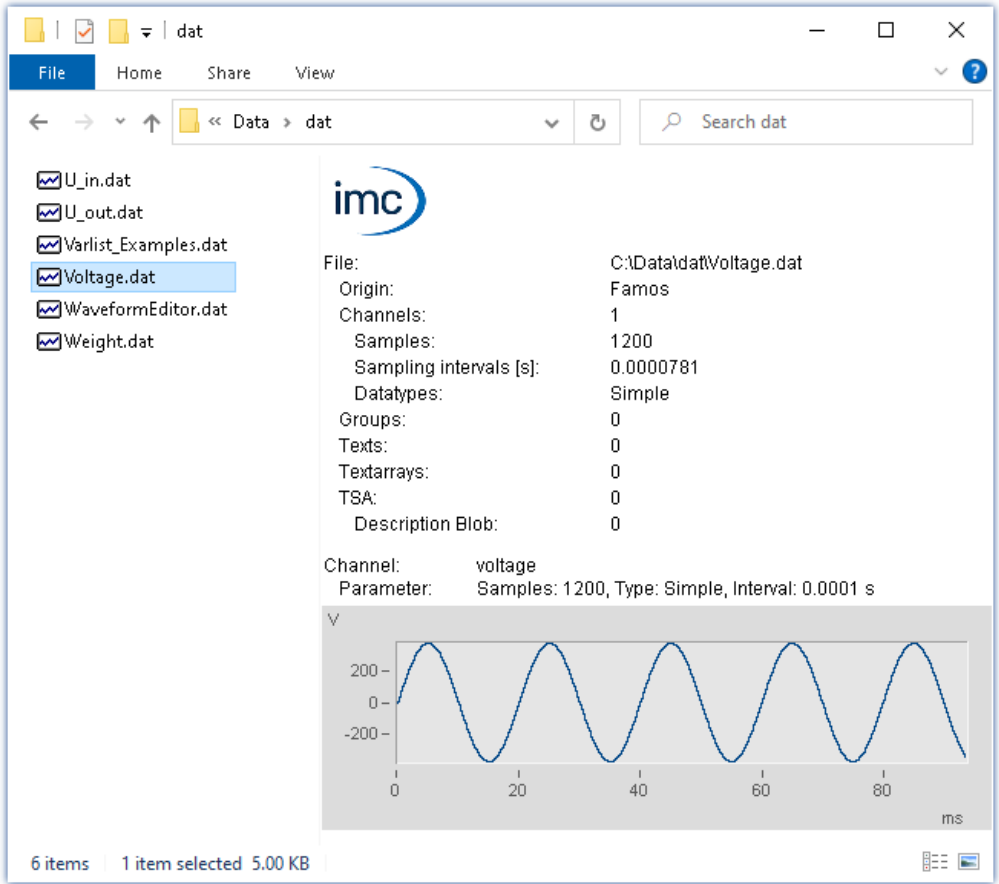 dat
File Home Share View ?
« Data > dat Search dat
U_in.dat
U_out.dat
Varlist_Examples.dat
Voltage.dat
WaveformEditor.dat
Weight.dat
imc
File: C:\Data\dat\Voltage.dat
Origin: Famos
Channels: 1
Samples: 1200
Sampling intervals [s]: 0.0000781
Datatypes: Simple
Groups: 0
Texts: 0
Textarrays: 0
TSA: 0
Description Blob: 0
Channel: voltage
Parameter: Samples: 1200, Type: Simple, Interval: 0.0001 s
V
200
0
-200
0 20 40 60 80
ms
6 items 1 item selected 5.00 KB